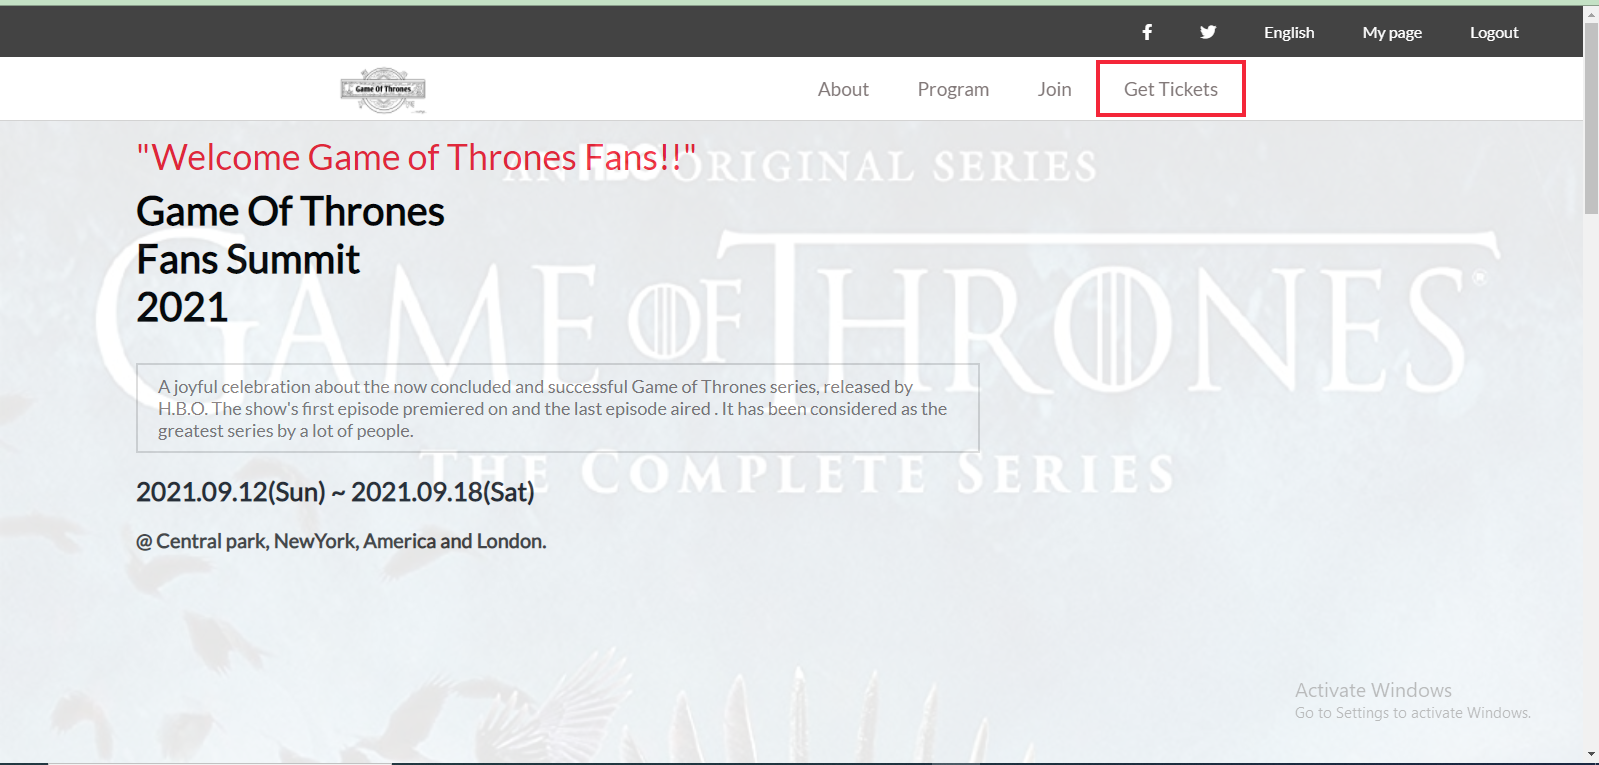 English My page Logout
Game Of Thrones
About Program Join Get Tickets
"Welcome Game of Thrones Fans!!"
AN HBO ORIGINAL SERIES
Game Of Thrones
Fans Summit
2021
GAME OF THRONES
A joyful celebration about the now concluded and successful Game of Thrones series, released by
H.B.O. The show's first episode premiered on and the last episode aired . It has been considered as the
greatest series by a lot of people.
THE COMPLETE SERIES
2021.09.12(Sun) ~ 2021.09.18(Sat)
@ Central park, NewYork, America and London.
Activate Windows
Go to Settings to activate Windows.